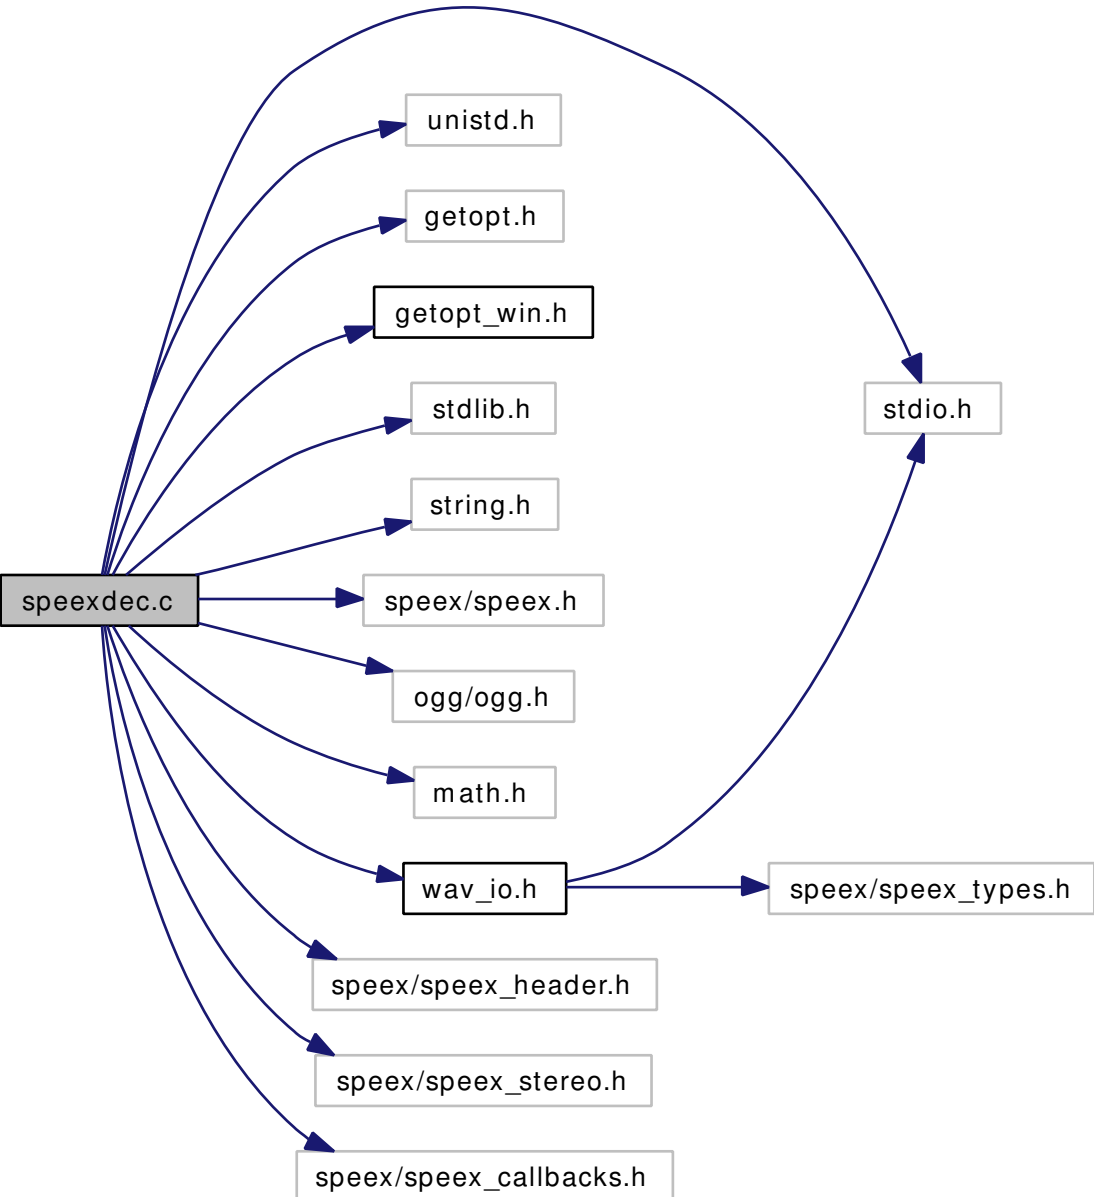 unistd.h
getopt.h
getopt_win.h
stdlib.h
stdio.h
string.h
speexdec.c
speex/speex.h
ogg/ogg.h
math.h
wav_io.h
speex/speex_types.h
speex/speex_header.h
speex/speex_stereo.h
speex/speex_callbacks.h